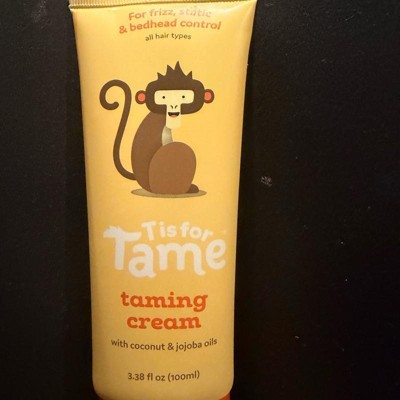 For frizz, static
& bedhead control
all hair types
T is for
Tame
taming
cream
with coconut & jojoba oils
3.38 fl oz (100ml)